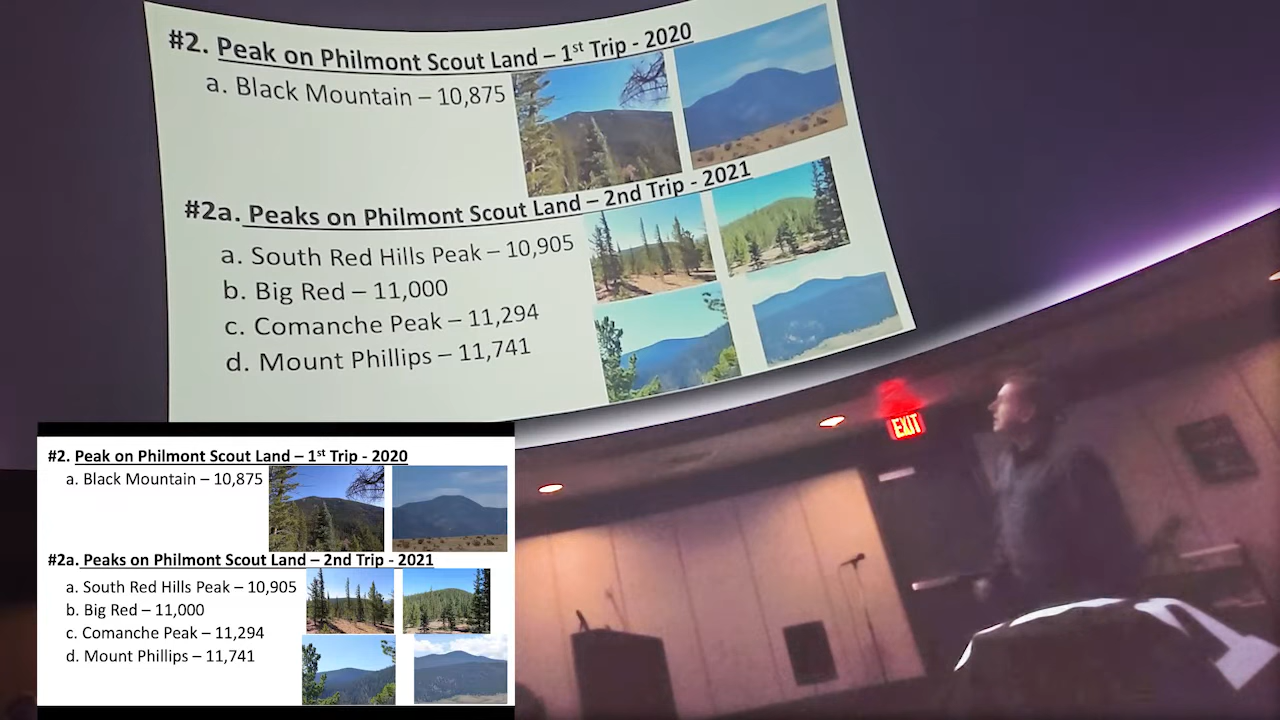 #2. Peak on Philmont Scout Land – 1st Trip - 2020
a. Black Mountain – 10,875
#2a. Peaks on Philmont Scout Land – 2nd Trip - 2021
a. South Red Hills Peak – 10,905
b. Big Red – 11,000
c. Comanche Peak – 11,294
d. Mount Phillips – 11,741
EXIT
#2. Peak on Philmont Scout Land – 1st Trip - 2020
a. Black Mountain – 10,875
#2a. Peaks on Philmont Scout Land – 2nd Trip - 2021
a. South Red Hills Peak – 10,905
b. Big Red – 11,000
c. Comanche Peak – 11,294
d. Mount Phillips – 11,741